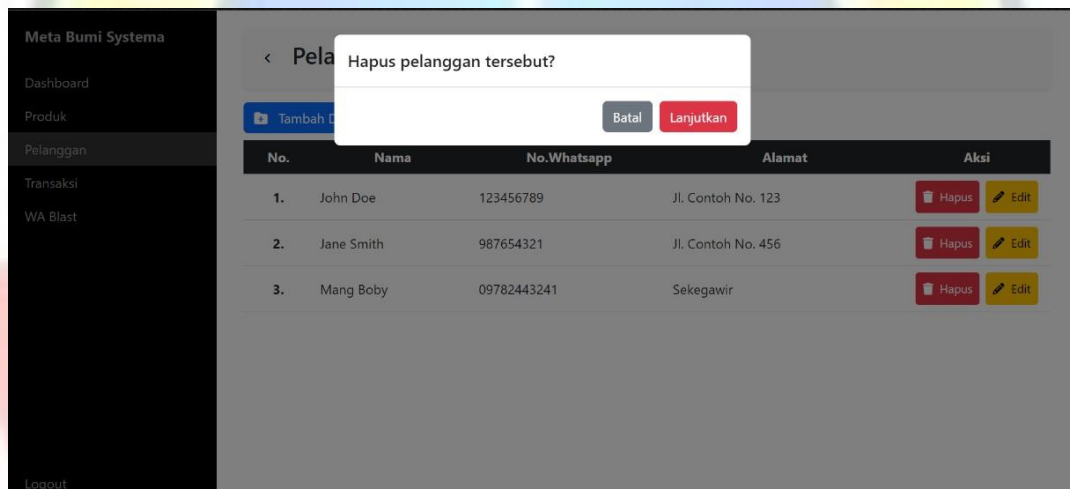 Meta Bumi Systema
Dashboard
Produk
Pelanggan
Transaksi
WA Blast
Logout
Hapus pelanggan tersebut?
Batal Lanjutkan
Tambah
No. Nama No.Whatsapp Alamat Aksi
1. John Doe 123456789 Jl. Contoh No. 123 Hapus Edit
2. Jane Smith 987654321 Jl. Contoh No. 456 Hapus Edit
3. Mang Boby 09782443241 Sekegawir Hapus Edit